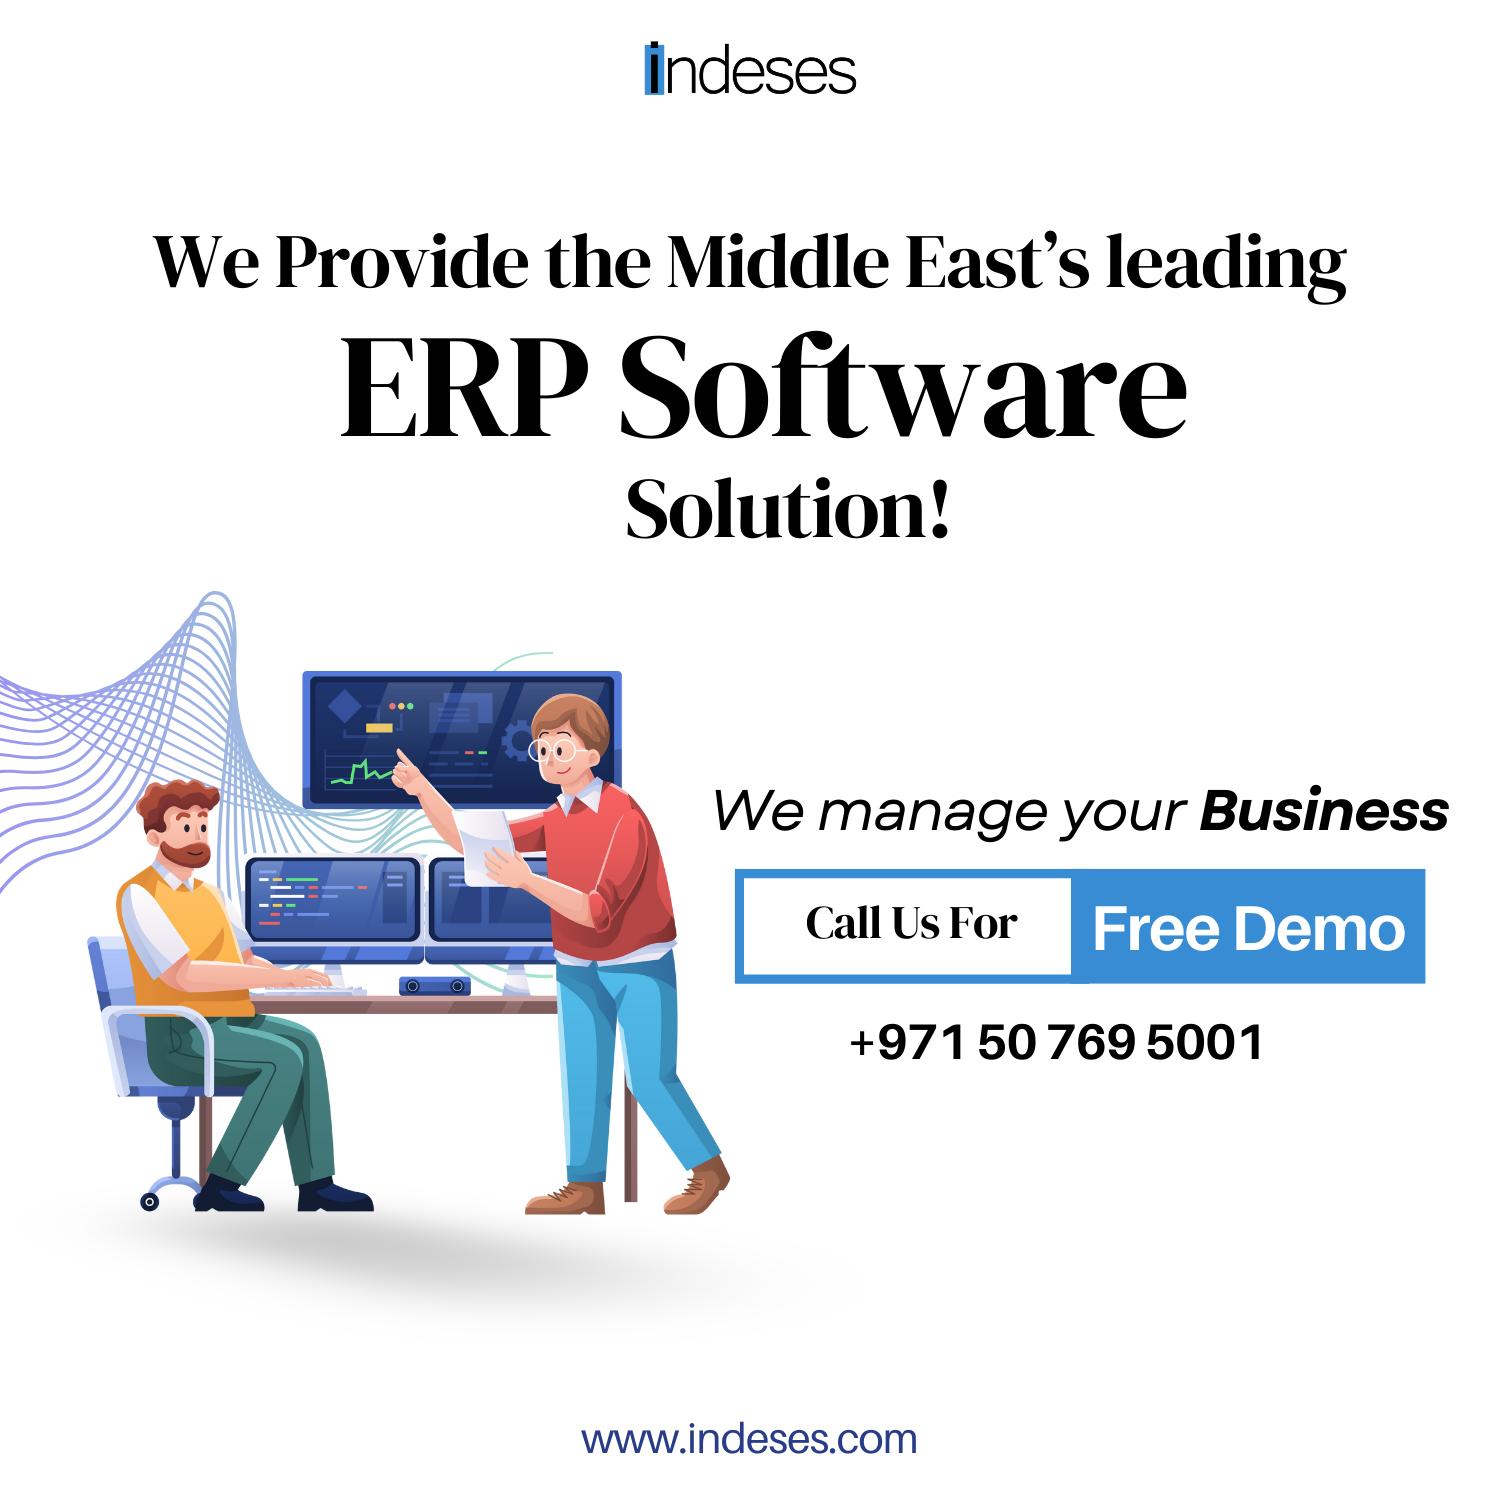 indeses
We Provide the Middle East’s leading
ERP Software
Solution!
We manage your Business
Call Us For Free Demo
+971 50 769 5001
www.indeses.com